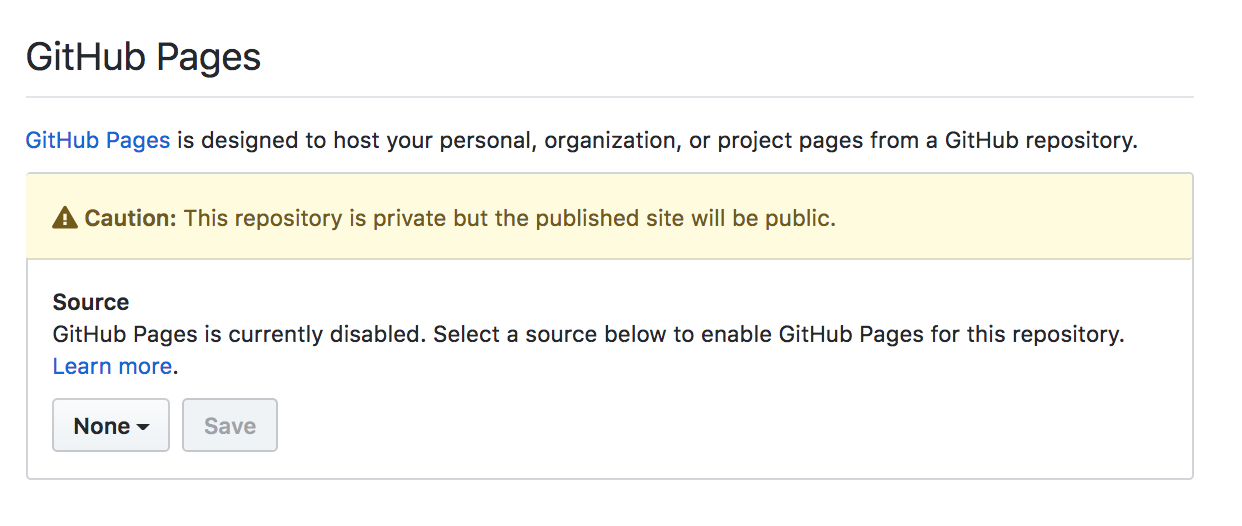 GitHub Pages
GitHub Pages is designed to host your personal, organization, or project pages from a GitHub repository.
Caution: This repository is private but the published site will be public.
Source
GitHub Pages is currently disabled. Select a source below to enable GitHub Pages for this repository.
Learn more.
None Save